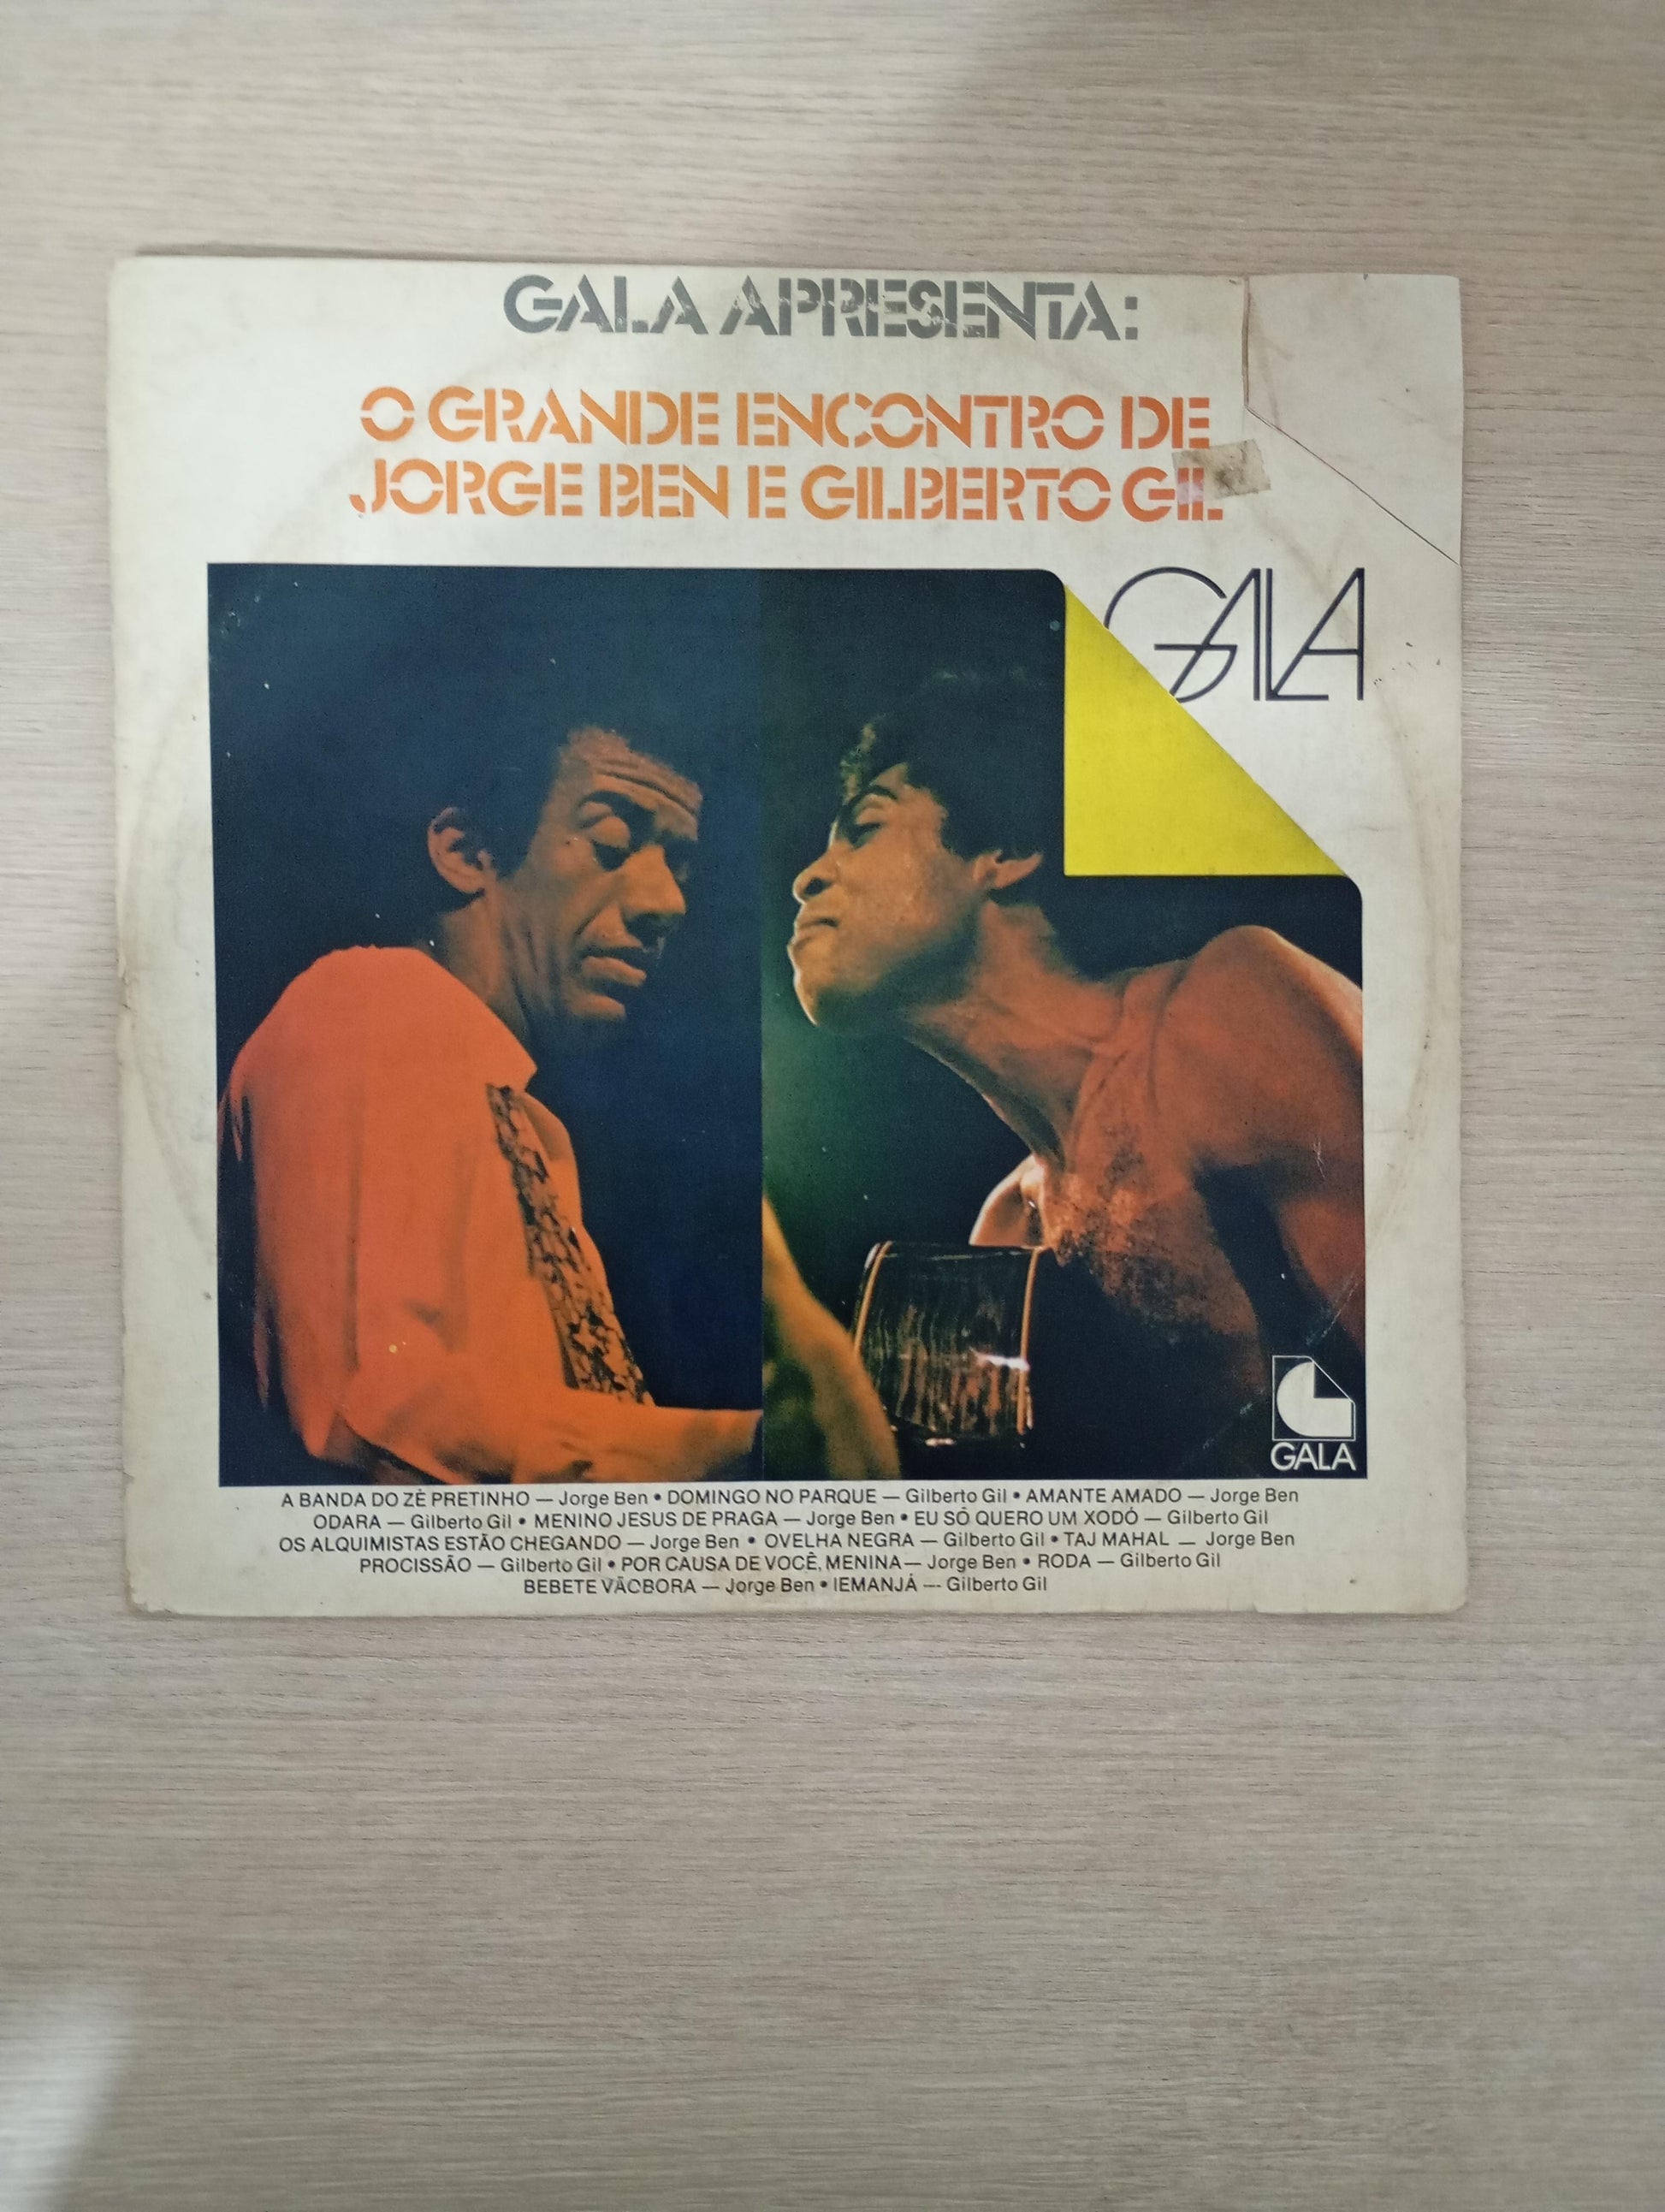 GALA APRESENTA:
O GRANDE ENCONTRO DE
JORGE BEN E GILBERTO GIL
GALA
GALA
A BANDA DO ZÉ PRETINHO — Jorge Ben • DOMINGO NO PARQUE — Gilberto Gil • AMANTE AMADO — Jorge Ben
ODARA — Gilberto Gil • MENINO JESUS DE PRAGA — Jorge Ben • EU SÓ QUERO UM XODÓ — Gilberto Gil
OS ALQUIMISTAS ESTÃO CHEGANDO — Jorge Ben • OVELHA NEGRA — Gilberto Gil • TAJ MAHAL — Jorge Ben
PROCISSÃO — Gilberto Gil • POR CAUSA DE VOCÊ, MENINA — Jorge Ben • RODA — Gilberto Gil
BEBETE VÃOBORA — Jorge Ben • IEMANJÁ — Gilberto Gil